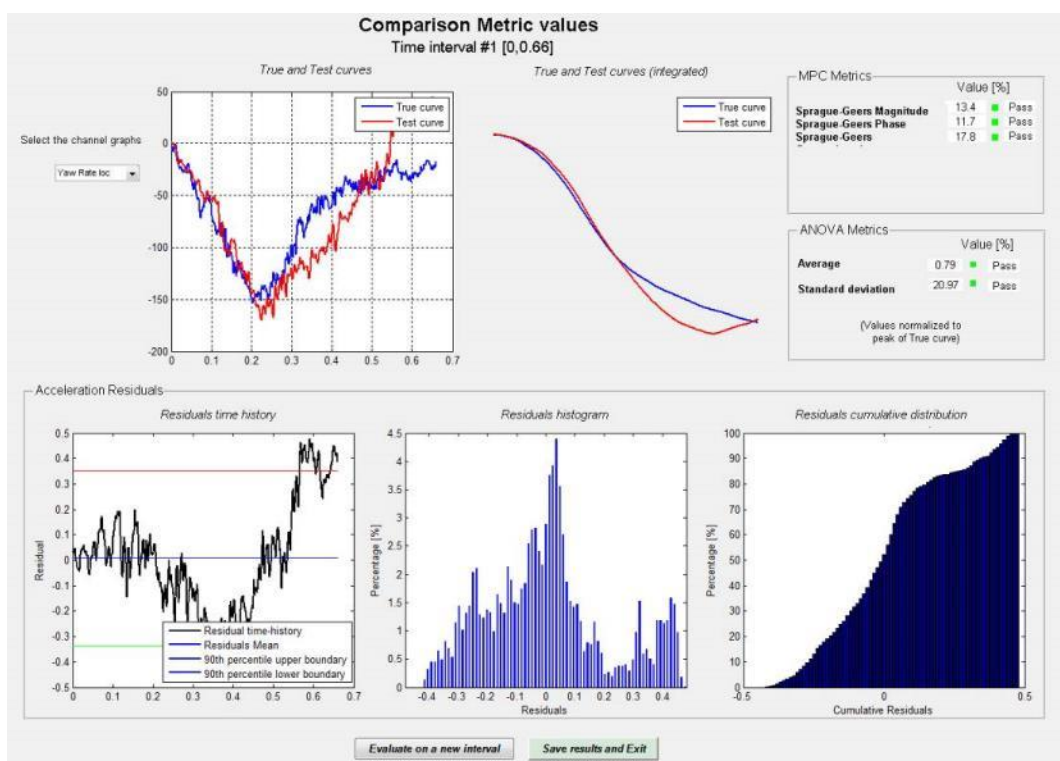 Comparison Metric values
Time interval #1 [0,0.66]
True and Test curves
True and Test curves (integrated)
MPC Metrics
Value [%]
Sprague-Geers Magnitude 13.4 Pass
Sprague-Geers Phase 11.7 Pass
Sprague-Geers 17.8 Pass
ANOVA Metrics
Value [%]
Average 0.79 Pass
Standard deviation 20.97 Pass
(Values normalized to
peak of True curve)
Select the channel graphs
Yaw Rate loc
True curve
Test curve
50
0
-50
-100
-150
-200
0 0.1 0.2 0.3 0.4 0.5 0.6 0.7
True curve
Test curve
Acceleration Residuals
Residuals time history
Residual
0.5
0.4
0.3
0.2
0.1
0
-0.1
-0.2
-0.3
-0.4
-0.5
0 0.1 0.2 0.3 0.4 0.5 0.6 0.7
Residual time-history
Residuals Mean
90th percentile upper boundary
90th percentile lower boundary
Residuals histogram
Percentage [%]
4.5
4
3.5
3
2.5
2
1.5
1
0.5
0
-0.4 -0.3 -0.2 -0.1 0 0.1 0.2 0.3 0.4
Residuals
Residuals cumulative distribution
Percentage [%]
100
90
80
70
60
50
40
30
20
10
0
-0.5 0 0.5
Cumulative Residuals
Evaluate on a new interval
Save results and Exit